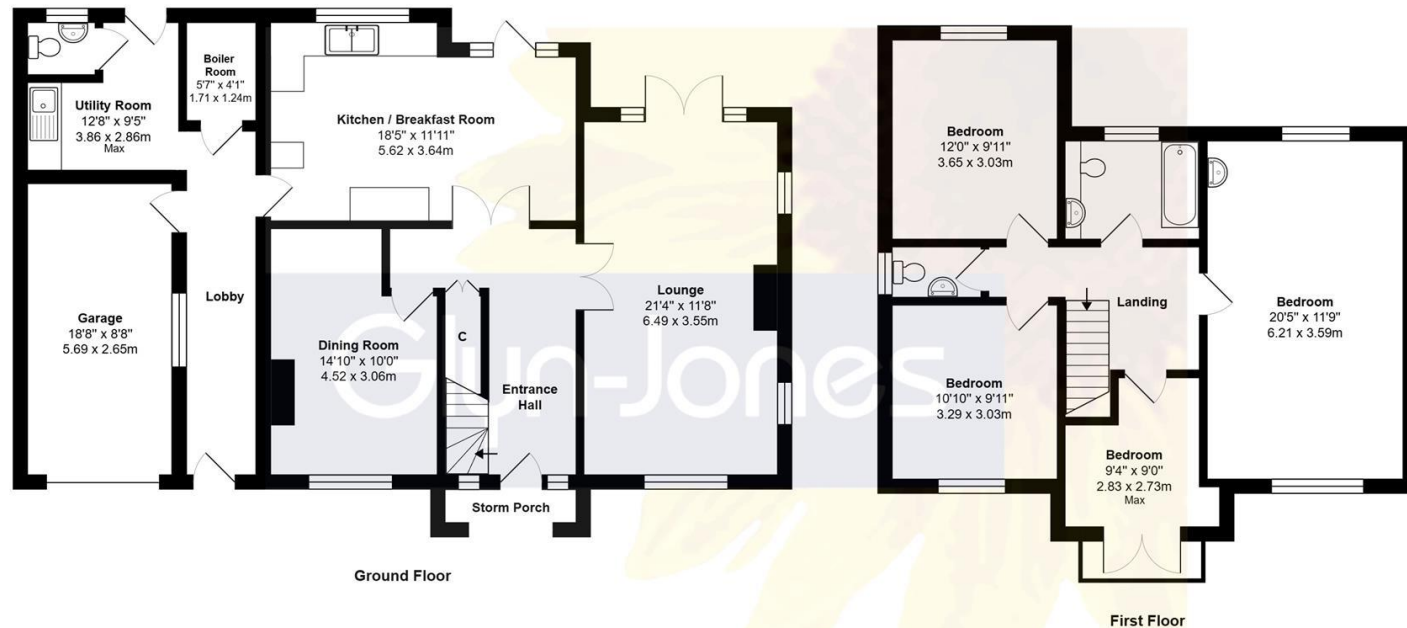 Boiler
Room
5'7" x 4'1"
1.71 x 1.24m
Utility Room
12'8" x 9'5"
3.86 x 2.86m
Max
Kitchen / Breakfast Room
18'5" x 11'11"
5.62 x 3.64m
Garage
18'8" x 8'8"
5.69 x 2.65m
Lobby
Dining Room
14'10" x 10'0"
4.52 x 3.06m
C
Entrance
Hall
Lounge
21'4" x 11'8"
6.49 x 3.55m
Storm Porch
Ground Floor
Bedroom
12'0" x 9'11"
3.65 x 3.03m
Landing
Bedroom
20'5" x 11'9"
6.21 x 3.59m
Bedroom
10'10" x 9'11"
3.29 x 3.03m
Bedroom
9'4" x 9'0"
2.83 x 2.73m
Max
First Floor
Glyn-Jones